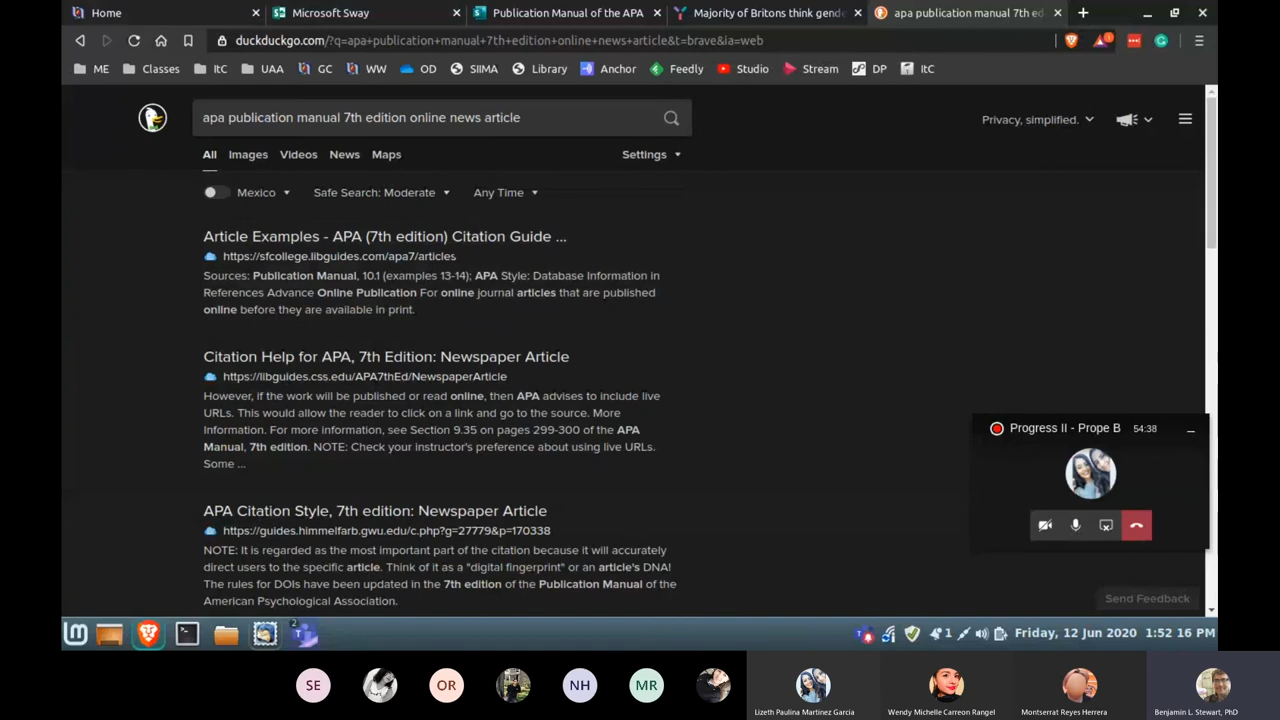 Home
Microsoft Sway
Publication Manual of the APA
Majority of Britons think gende
apa publication manual 7th ed
duckduckgo.com/?q=apa+publication+manual+7th+edition+online+news+article&t=brave&ia=web
1
ME
Classes
ItC
UAA
GC
WW
OD
SIIMA
Library
Anchor
Feedly
Studio
Stream
DP
ItC
apa publication manual 7th edition online news article
Privacy, simplified.
All
Images
Videos
News
Maps
Settings
Mexico
Safe Search: Moderate
Any Time
Article Examples - APA (7th edition) Citation Guide ...
https://sfcollege.libguides.com/apa7/articles
Sources: Publication Manual, 10.1 (examples 13-14); APA Style: Database Information in
References Advance Online Publication For online journal articles that are published
online before they are available in print.
Citation Help for APA, 7th Edition: Newspaper Article
https://libguides.css.edu/APA7thEd/NewspaperArticle
However, if the work will be published or read online, then APA advises to include live
URLs. This would allow the reader to click on a link and go to the source. More
Information. For more information, see Section 9.35 on pages 299-300 of the APA
Manual, 7th edition. NOTE: Check your instructor's preference about using live URLs.
Some ...
APA Citation Style, 7th edition: Newspaper Article
https://guides.himmelfarb.gwu.edu/c.php?g=27779&p=170338
NOTE: It is regarded as the most important part of the citation because it will accurately
direct users to the specific article. Think of it as a "digital fingerprint" or an article's DNA!
The rules for DOIs have been updated in the 7th edition of the Publication Manual of the
American Psychological Association.
Progress II - Prope B
54:38
Send Feedback
2
1
Friday, 12 Jun 2020
1:52 16 PM
SE
OR
NH
MR
Lizeth Paulina Martinez Garcia
Wendy Michelle Carreon Rangel
Montserrat Reyes Herrera
Benjamin L. Stewart, PhD